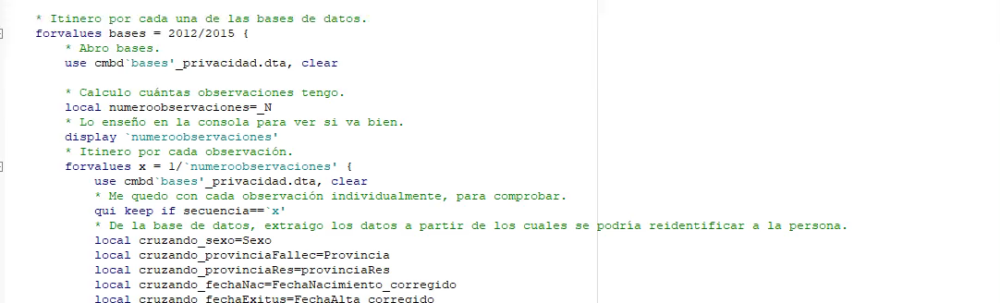 * Itinero por cada una de las bases de datos.
forvalues bases = 2012/2015 {
* Abro bases.
use cmbd`bases'_privacidad.dta, clear
* Calculo cuántas observaciones tengo.
local numeroobservaciones=_N
* Lo enseño en la consola para ver si va bien.
display `numeroobservaciones'
* Itinero por cada observación.
forvalues x = 1/`numeroobservaciones' {
use cmbd`bases'_privacidad.dta, clear
* Me quedo con cada observación individualmente, para comprobar.
qui keep if secuencia==`x'
* De la base de datos, extraigo los datos a partir de los cuales se podría reidentificar a la persona.
local cruzando_sexo=Sexo
local cruzando_provinciaFallec=Provincia
local cruzando_provinciaRes=provinciaRes
local cruzando_fechaNac=FechaNacimiento_corregido
local cruzando_fechaExitus=FechaAlta_corregido